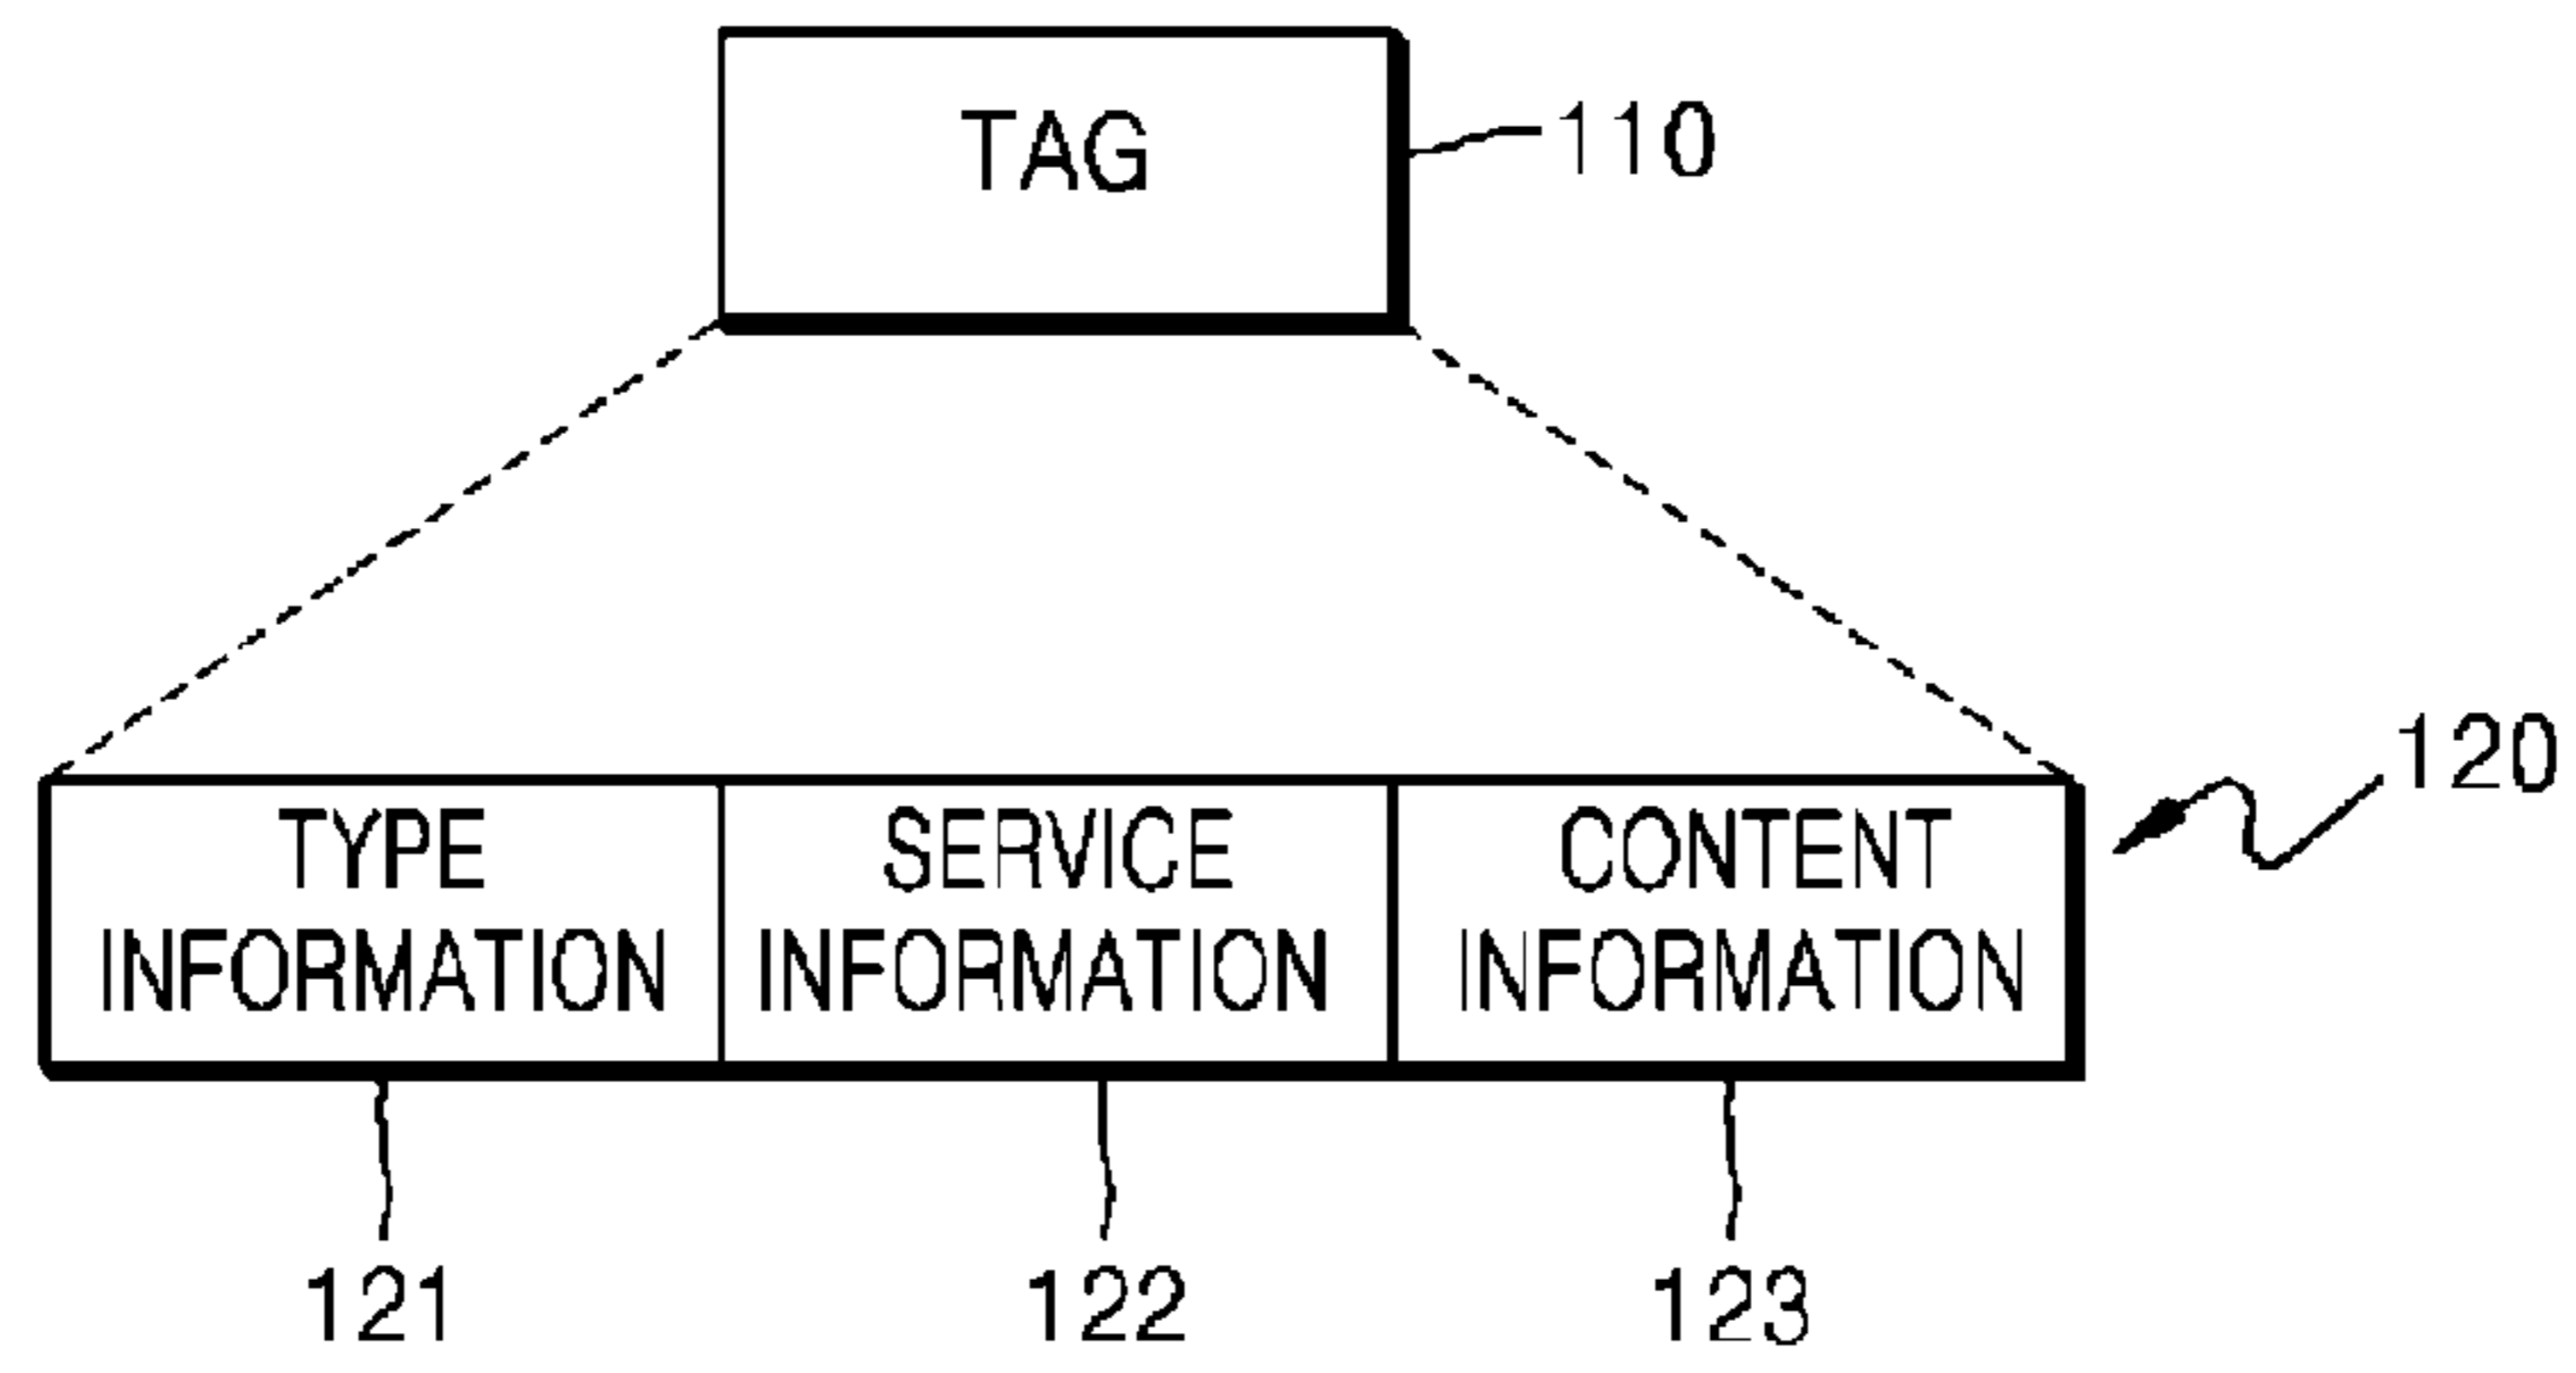 TAG
110
120
TYPE INFORMATION
SERVICE INFORMATION
CONTENT INFORMATION
121
122
123